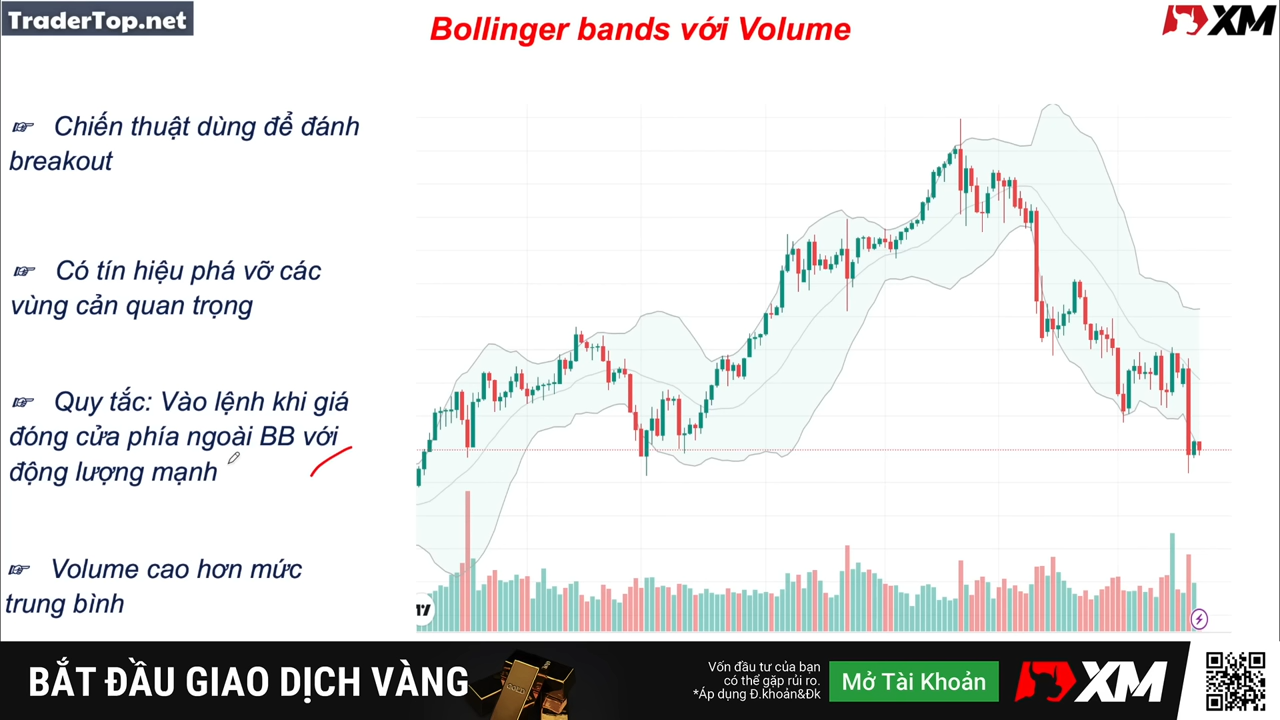 TraderTop.net
Bollinger bands với Volume
XM
☞ Chiến thuật dùng để đánh
breakout
☞ Có tín hiệu phá vỡ các
vùng cản quan trọng
☞ Quy tắc: Vào lệnh khi giá
đóng cửa phía ngoài BB với
động lượng mạnh
☞ Volume cao hơn mức
trung bình
BẮT ĐẦU GIAO DỊCH VÀNG
Vốn đầu tư của bạn
có thể gặp rủi ro.
*Áp dụng Đ.khoản&Đk
Mở Tài Khoản
XM